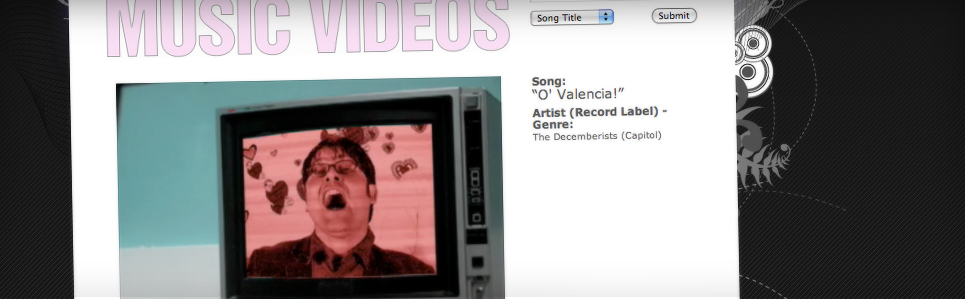 MUSIC VIDEOS
Song Title
Submit
Song:
“O' Valencia!”
Artist (Record Label) -
Genre:
The Decemberists (Capitol)